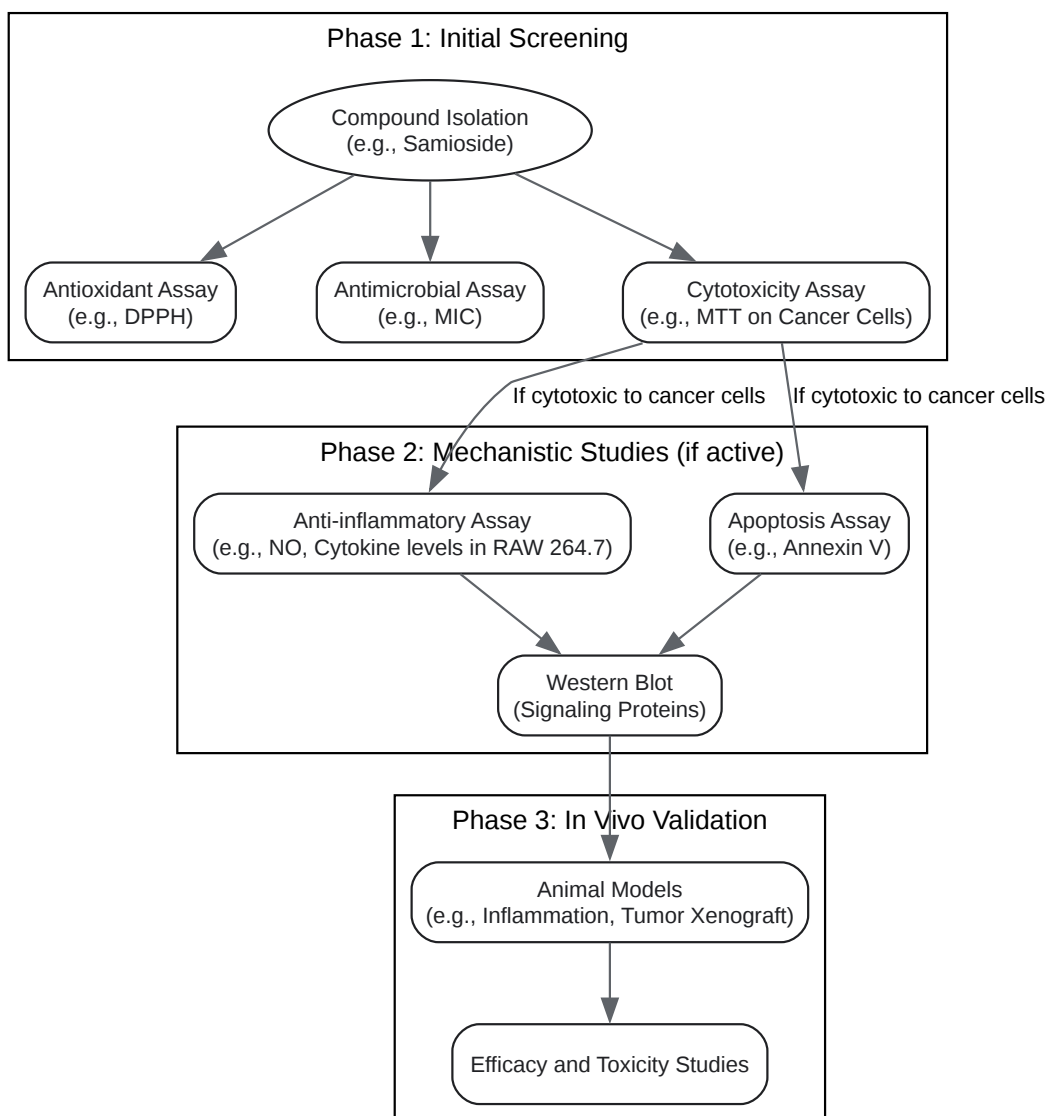 Phase 1: Initial Screening
Compound Isolation
(e.g., Samioside)
Antioxidant Assay
(e.g., DPPH)
Antimicrobial Assay
(e.g., MIC)
Cytotoxicity Assay
(e.g., MTT on Cancer Cells)
If cytotoxic to cancer cells
If cytotoxic to cancer cells
Phase 2: Mechanistic Studies (if active)
Anti-inflammatory Assay
(e.g., NO, Cytokine levels in RAW 264.7)
Apoptosis Assay
(e.g., Annexin V)
Western Blot
(Signaling Proteins)
Phase 3: In Vivo Validation
Animal Models
(e.g., Inflammation, Tumor Xenograft)
Efficacy and Toxicity Studies